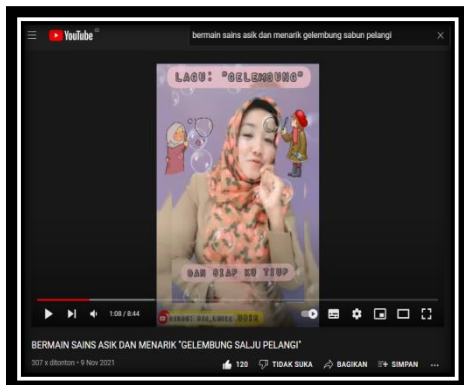 YouTube ID
bermain sains asik dan menarik gelembung sabun pelangi
LAGU: "GELEMBUNG"
DAN SIAP KU TIUP
1:08 / 8:44
BERMAIN SAINS ASIK DAN MENARIK "GELEMBUNG SALJU PELANGI"
307 x ditonton • 9 Nov 2021
120
TIDAK SUKA
BAGIKAN
SIMPAN